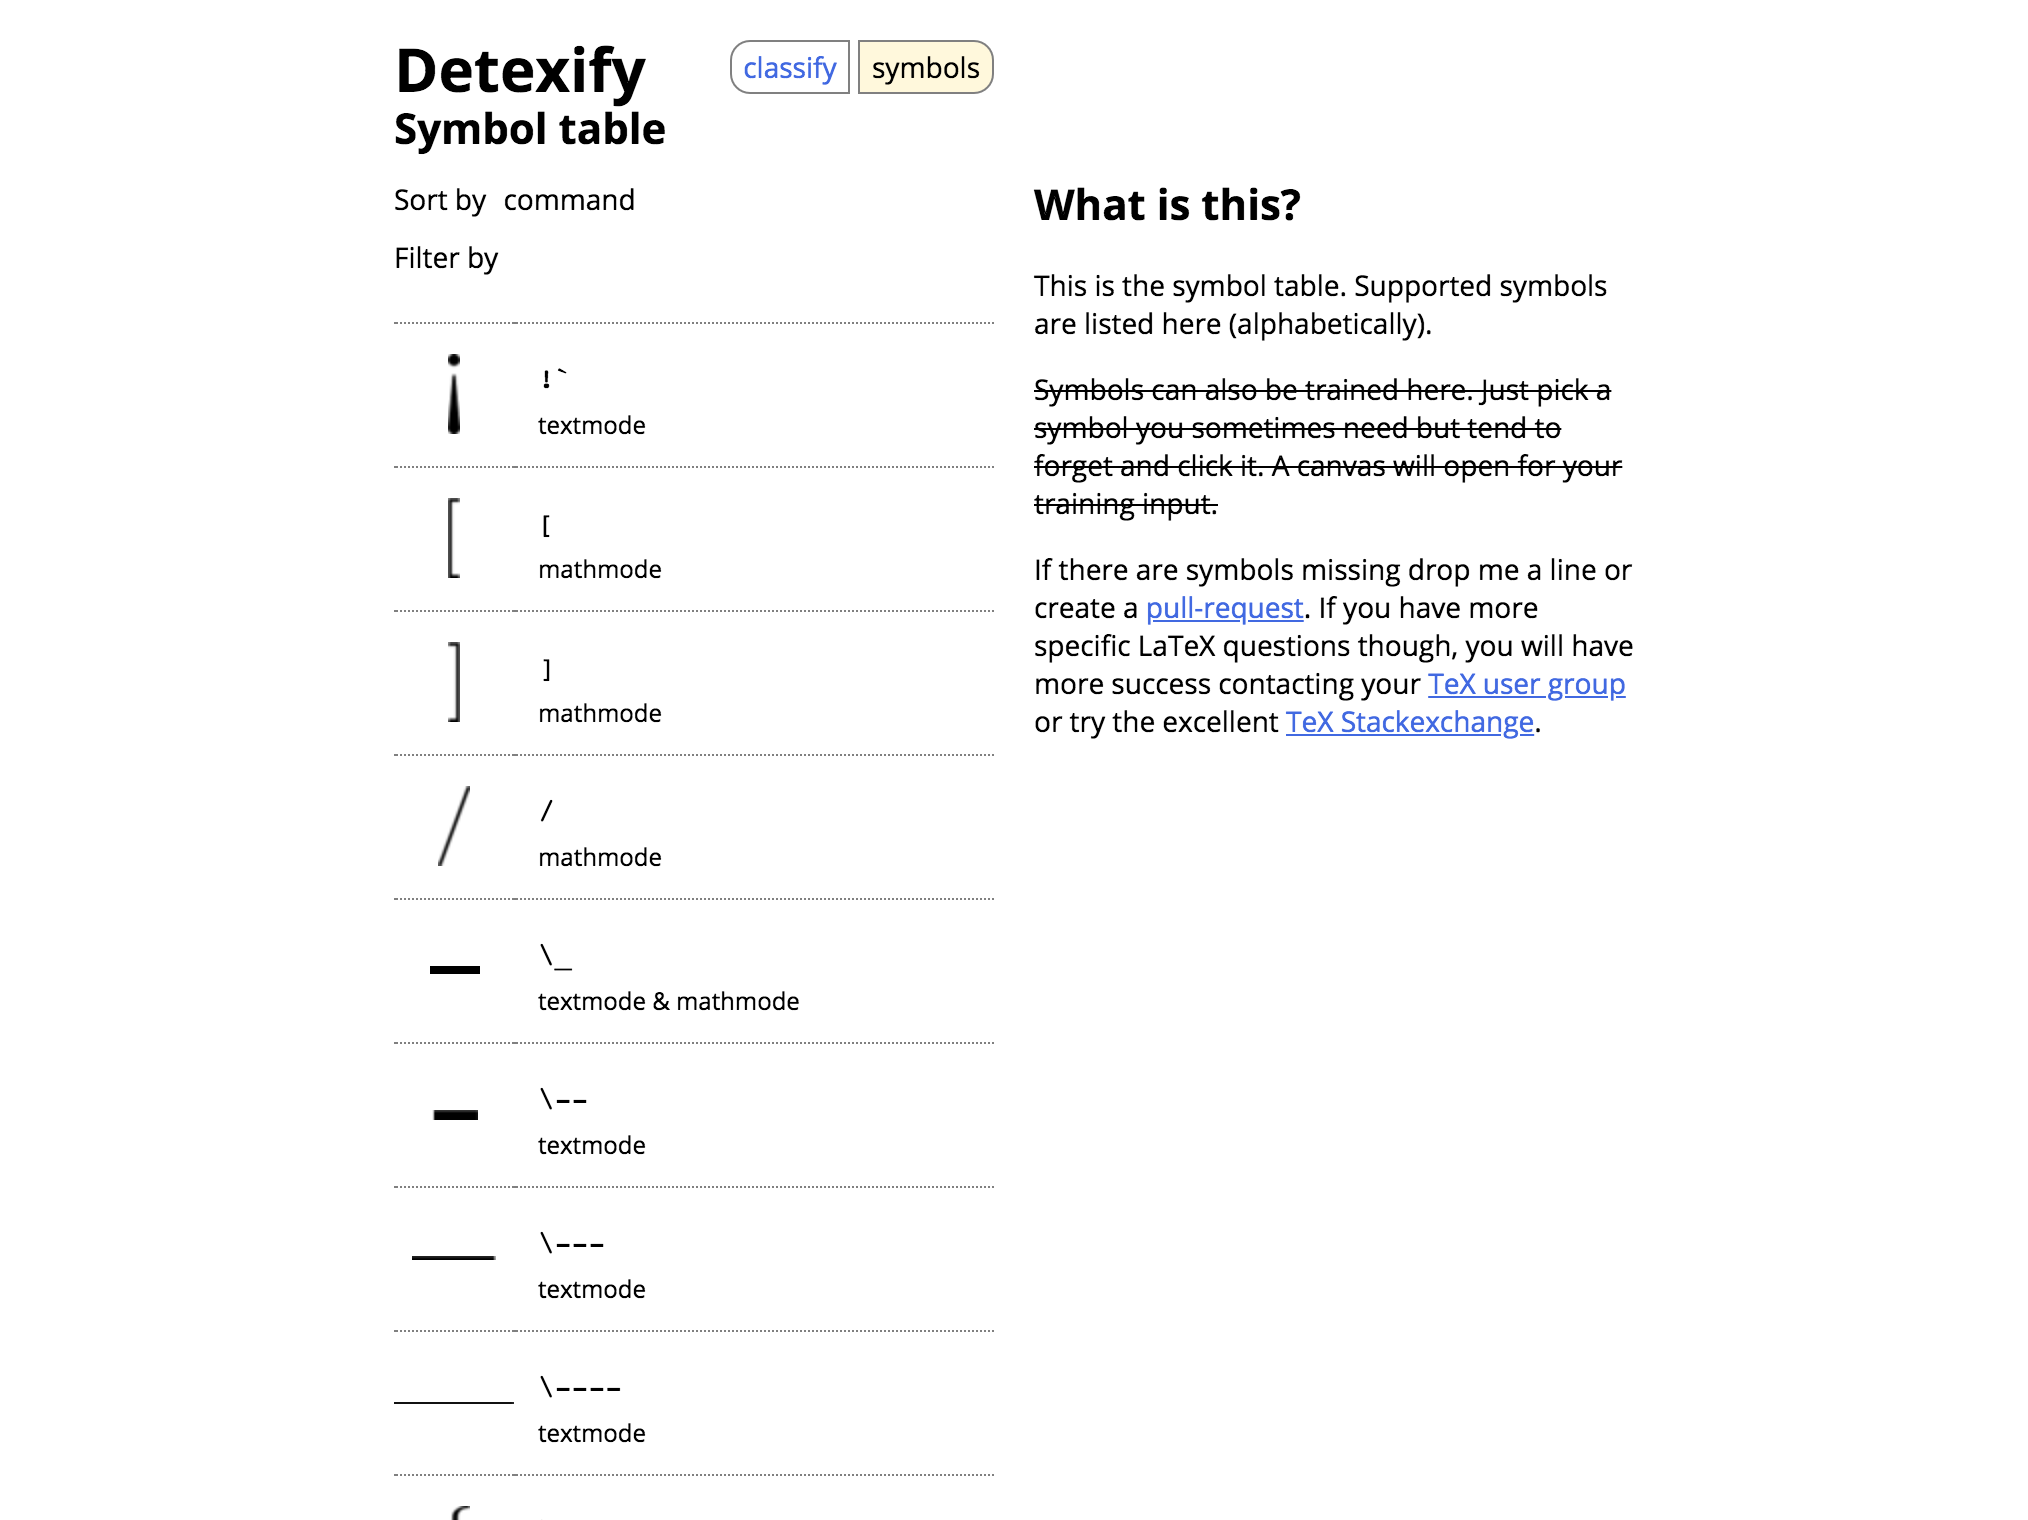 Detexify
classify
symbols
Symbol table
Sort by command
Filter by
¡
!`
textmode
[
[
mathmode
]
]
mathmode
/
/
mathmode
\_
textmode & mathmode
\--
textmode
\---
textmode
\----
textmode
What is this?
This is the symbol table. Supported symbols
are listed here (alphabetically).
Symbols can also be trained here. Just pick a
symbol you sometimes need but tend to
forget and click it. A canvas will open for your
training input.
If there are symbols missing drop me a line or
create a pull-request. If you have more
specific LaTeX questions though, you will have
more success contacting your TeX user group
or try the excellent TeX Stackexchange.